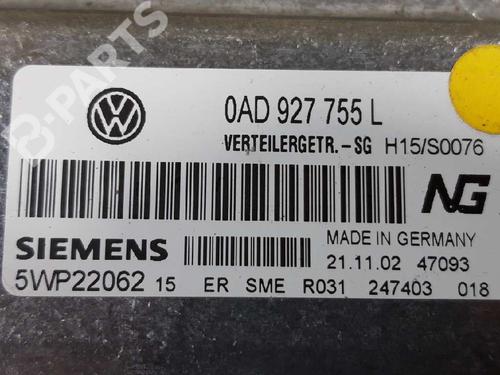 B-PARTS
VW
0AD 927 755 L
VERTEILERGETR.-SG H15/S0076
NG
SIEMENS
MADE IN GERMANY
21.11.02 47093
5WP22062 15 ER SME R031 247403 018